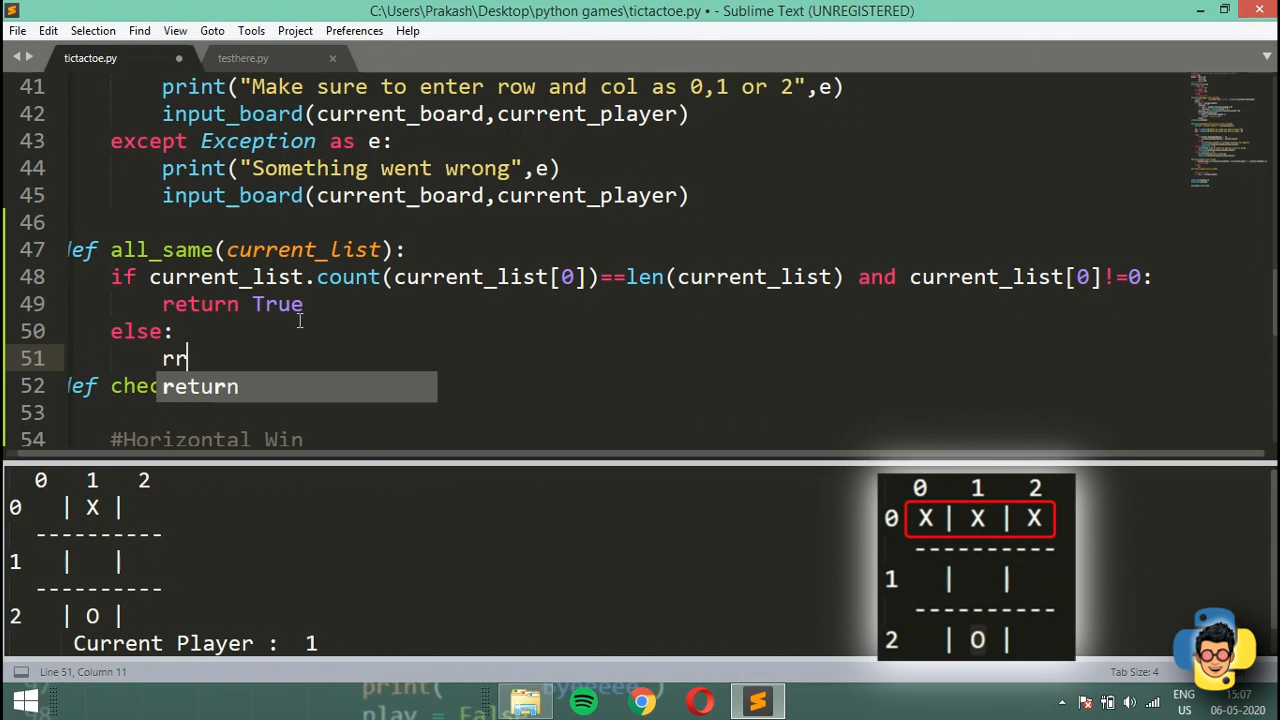 C:\Users\Prakash\Desktop\python games\tictactoe.py • - Sublime Text (UNREGISTERED)
File Edit Selection Find View Goto Tools Project Preferences Help
tictactoe.py testhere.py
41 print("Make sure to enter row and col as 0,1 or 2",e)
42 input_board(current_board,current_player)
43 except Exception as e:
44 print("Something went wrong",e)
45 input_board(current_board,current_player)
46
47 def all_same(current_list):
48 if current_list.count(current_list[0])==len(current_list) and current_list[0]!=0:
49 return True
50 else:
51 rr
return
52 def chec
53
54 #Horizontal Win
0 1 2
0 | X |
----------
1 | |
----------
2 | O |
Current Player : 1
0 1 2
0 X | X | X
----------
1 | |
----------
2 | O |
Line 51, Column 11
Tab Size: 4
print( byeeeee )
play = False
ENG
US
15:07
06-05-2020